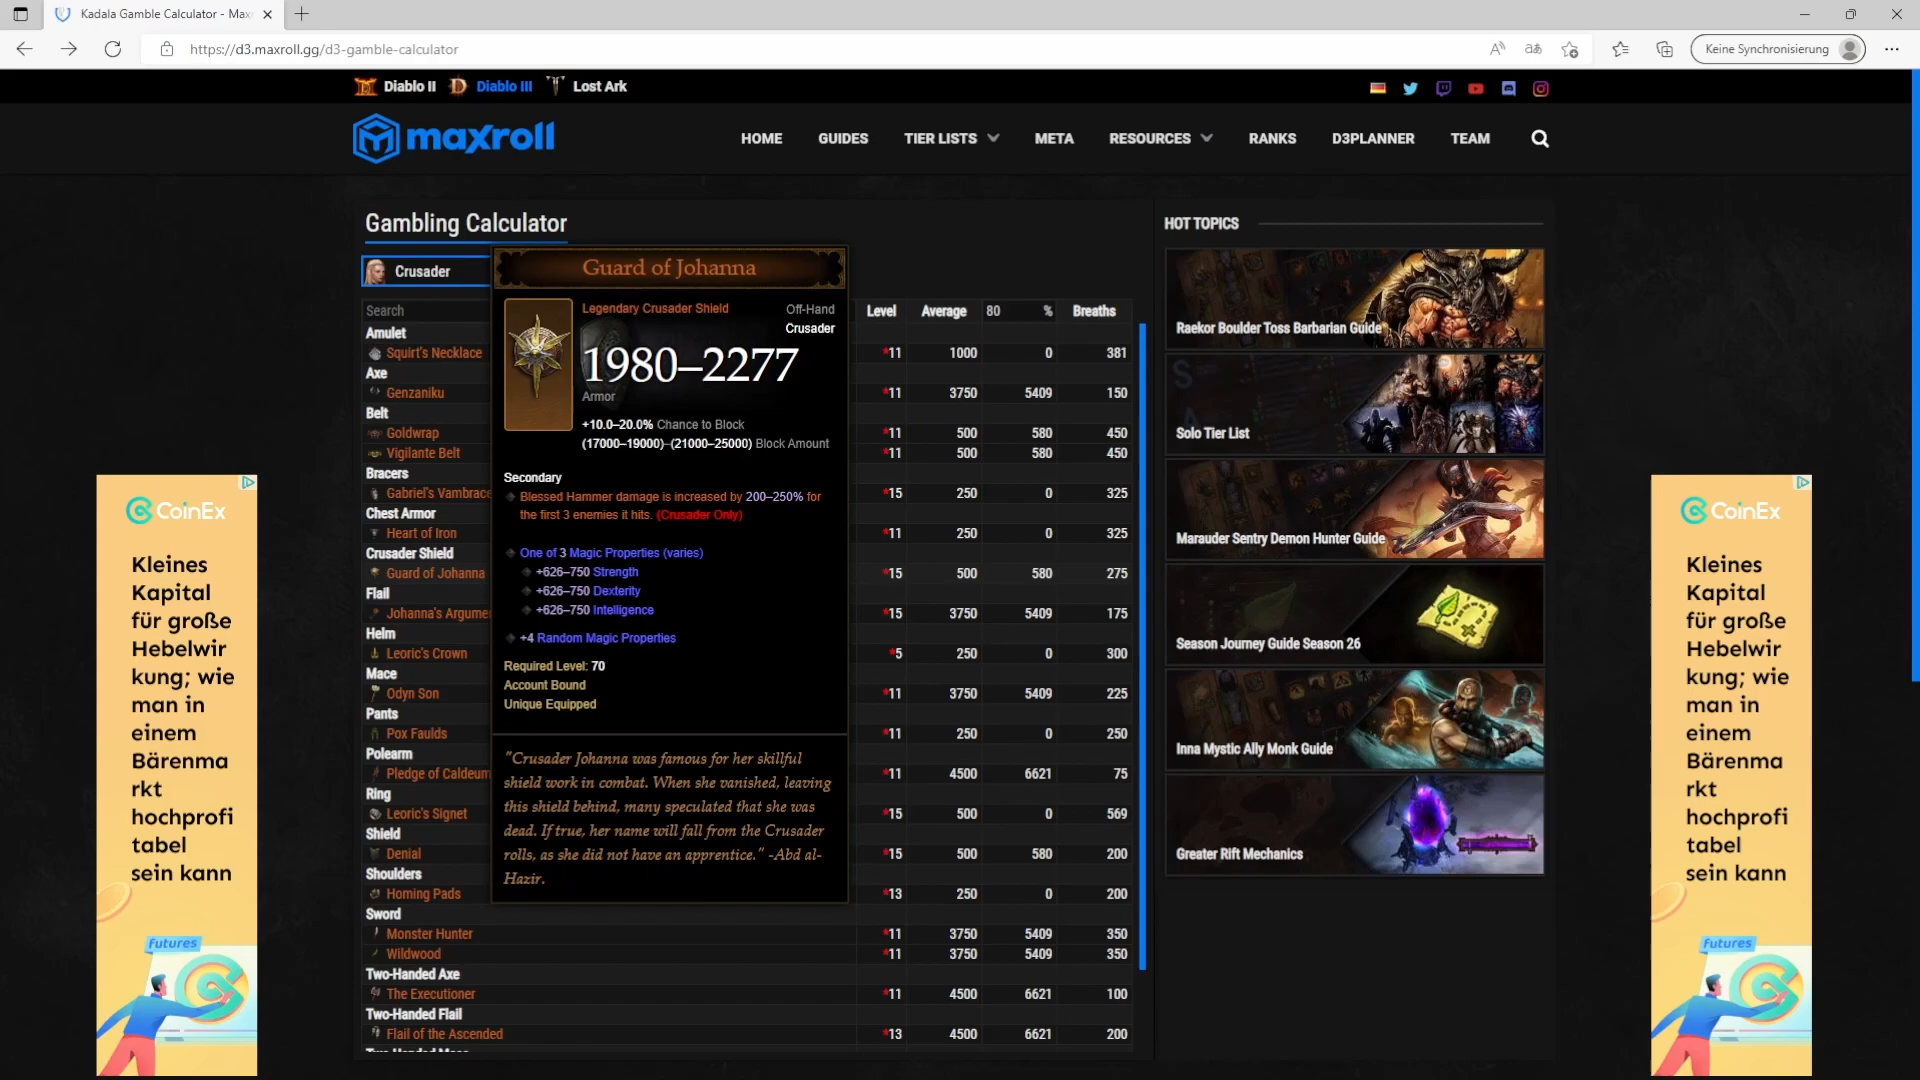 Kadala Gamble Calculator - Max
https://d3.maxroll.gg/d3-gamble-calculator
Keine Synchronisierung
Diablo II Diablo III Lost Ark
maxroll
HOME GUIDES TIER LISTS META RESOURCES RANKS D3PLANNER TEAM
Gambling Calculator
Crusader
Search Level Average 80 % Breaths
Amulet
Squirt's Necklace *11 1000 0 381
Axe
Genzaniku *11 3750 5409 150
Belt
Goldwrap *11 500 580 450
Vigilante Belt *11 500 580 450
Bracers
Gabriel's Vambrace *15 250 0 325
Chest Armor
Heart of Iron *11 250 0 325
Crusader Shield
Guard of Johanna *15 500 580 275
Flail
Johanna's Argume *15 3750 5409 175
Helm
Leoric's Crown *5 250 0 300
Mace
Odyn Son *11 3750 5409 225
Pants
Pox Faulds *11 250 0 250
Polearm
Pledge of Caldeum *11 4500 6621 75
Ring
Leoric's Signet *15 500 0 569
Shield
Denial *15 500 580 200
Shoulders
Homing Pads *13 250 0 200
Sword
Monster Hunter *11 3750 5409 350
Wildwood *11 3750 5409 350
Two-Handed Axe
The Executioner *11 4500 6621 100
Two-Handed Flail
Flail of the Ascended *13 4500 6621 200
Guard of Johanna
Legendary Crusader Shield Off-Hand
Crusader
1980–2277
Armor
+10.0–20.0% Chance to Block
(17000–19000)–(21000–25000) Block Amount
Secondary
Blessed Hammer damage is increased by 200–250% for
the first 3 enemies it hits. (Crusader Only)
One of 3 Magic Properties (varies)
+626–750 Strength
+626–750 Dexterity
+626–750 Intelligence
+4 Random Magic Properties
Required Level: 70
Account Bound
Unique Equipped
"Crusader Johanna was famous for her skillful
shield work in combat. When she vanished, leaving
this shield behind, many speculated that she was
dead. If true, her name will fall from the Crusader
rolls, as she did not have an apprentice." -Abd al-
Hazir.
HOT TOPICS
Raekor Boulder Toss Barbarian Guide
Solo Tier List
Marauder Sentry Demon Hunter Guide
Season Journey Guide Season 26
Inna Mystic Ally Monk Guide
Greater Rift Mechanics
CoinEx
Kleines
Kapital
für große
Hebelwir
kung; wie
man in
einem
Bärenma
rkt
hochprofi
tabel
sein kann
futures
CoinEx
Kleines
Kapital
für große
Hebelwir
kung; wie
man in
einem
Bärenma
rkt
hochprofi
tabel
sein kann
futures